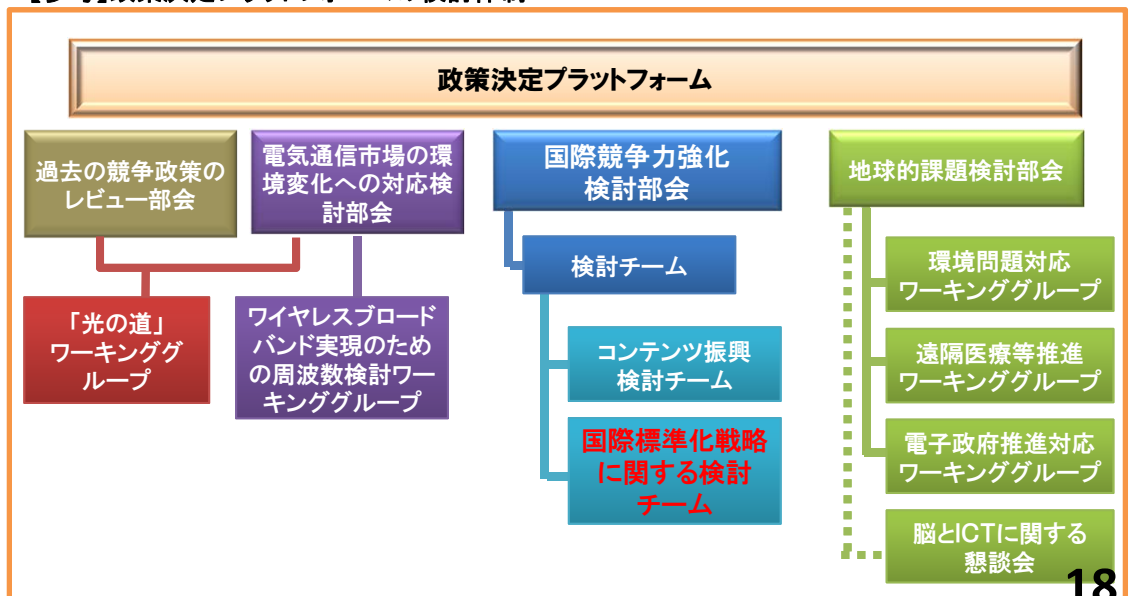 政策決定プラットフォーム
過去の競争政策の
レビュー部会
電気通信市場の環
境変化への対応検
討部会
国際競争力強化
検討部会
地球的課題検討部会
検討チーム
環境問題対応
ワーキンググループ
「光の道」
ワーキンググ
ループ
ワイヤレスブロード
バンド実現のため
の周波数検討ワー
キンググループ
コンテンツ振興
検討チーム
遠隔医療等推進
ワーキンググループ
国際標準化戦略
に関する検討
チーム
電子政府推進対応
ワーキンググループ
脳とICTに関する
懇談会
18